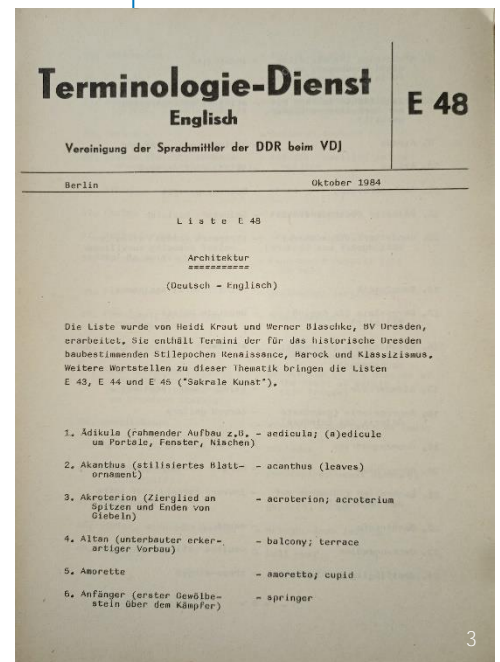 Terminologie-Dienst
Englisch
E 48
Vereinigung der Sprachmittler der DDR beim VDJ
Berlin Oktober 1984
Liste E 48
Architektur
===========
(Deutsch - Englisch)
Die Liste wurde von Heidi Kraut und Werner Blaschke, BV Dresden,
erarbeitet. Sie enthält Termini der für das historische Dresden
baubestimmenden Stilepochen Renaissance, Barock und Klassizismus.
Weitere Wortstellen zu dieser Thematik bringen die Listen
E 43, E 44 und E 45 ("Sakrale Kunst").
1. Ädikula (rahmender Aufbau z.B. - aedicula; (a)edicule
um Portale, Fenster, Nischen)
2. Akanthus (stilisiertes Blatt- - acanthus (leaves)
ornament)
3. Akroterion (Zierglied an - acroterion; acroterium
Spitzen und Enden von
Giebeln)
4. Altan (unterbauter erker- - balcony; terrace
artiger Vorbau)
5. Amorette - amoretto; cupid
6. Anfänger (erster Gewölbe- - springer
stein über dem Kämpfer)
3